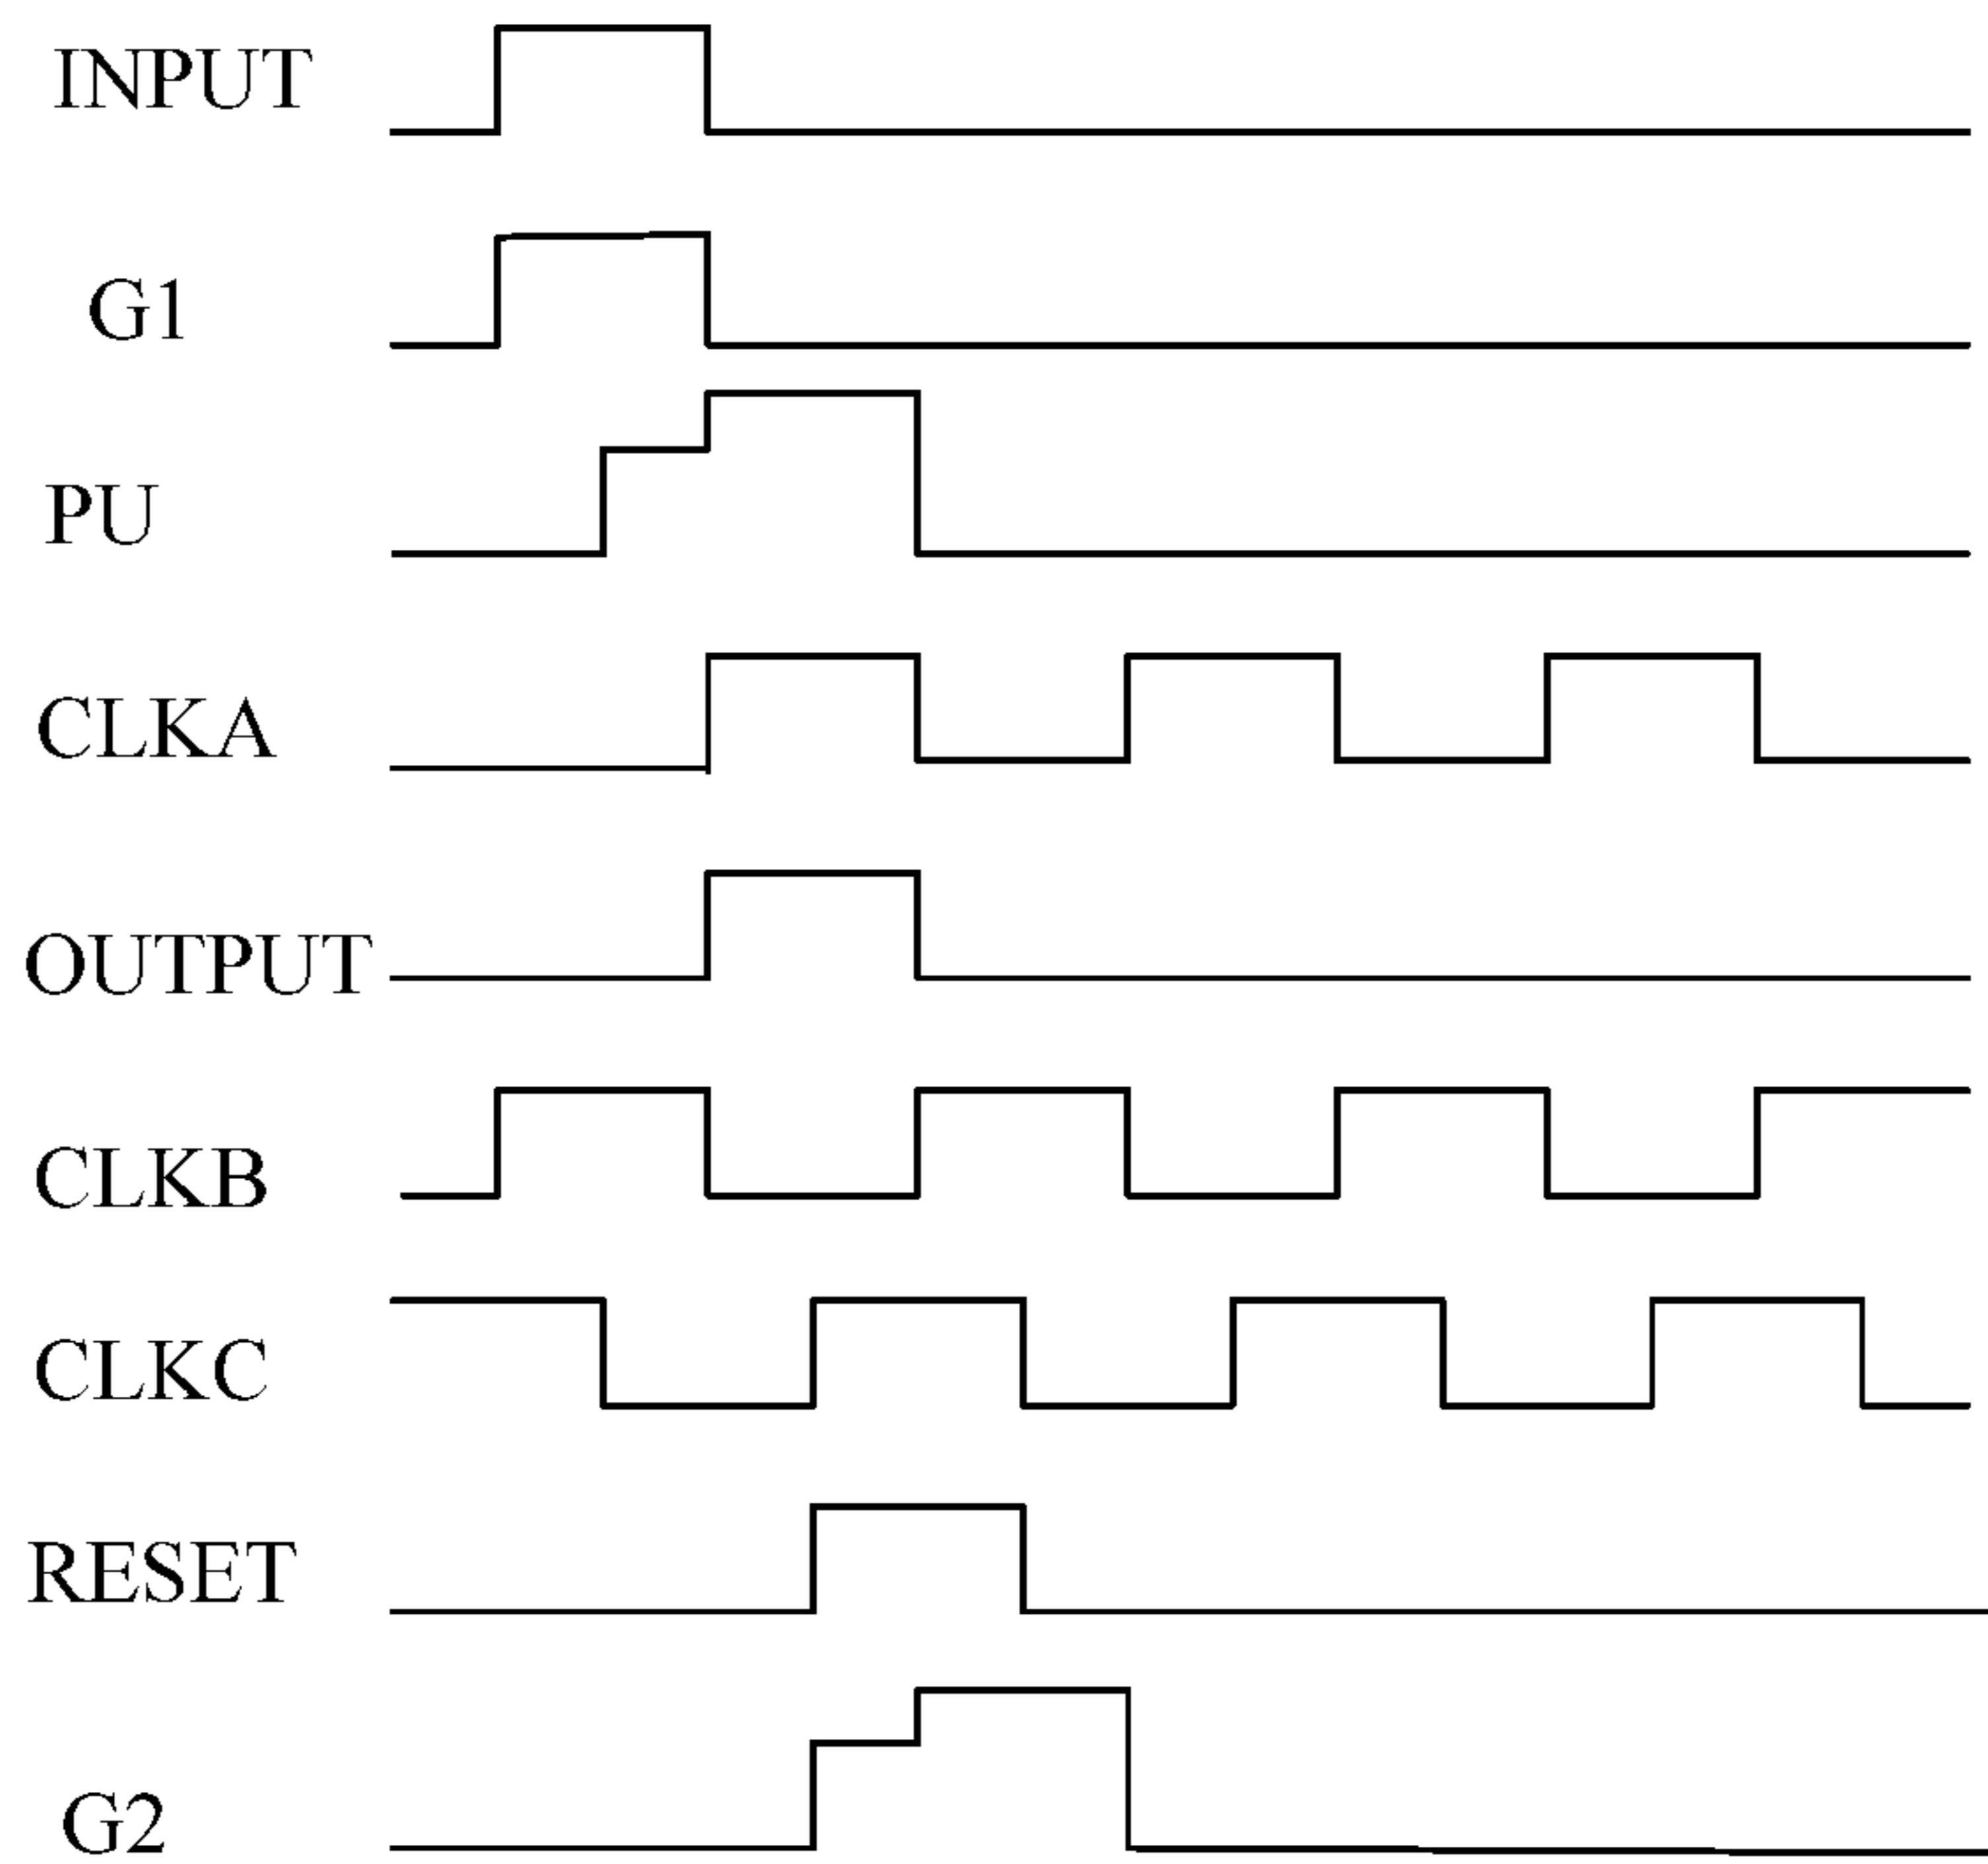 INPUT
G1
PU
CLKA
OUTPUT
CLKB
CLKC
RESET
G2